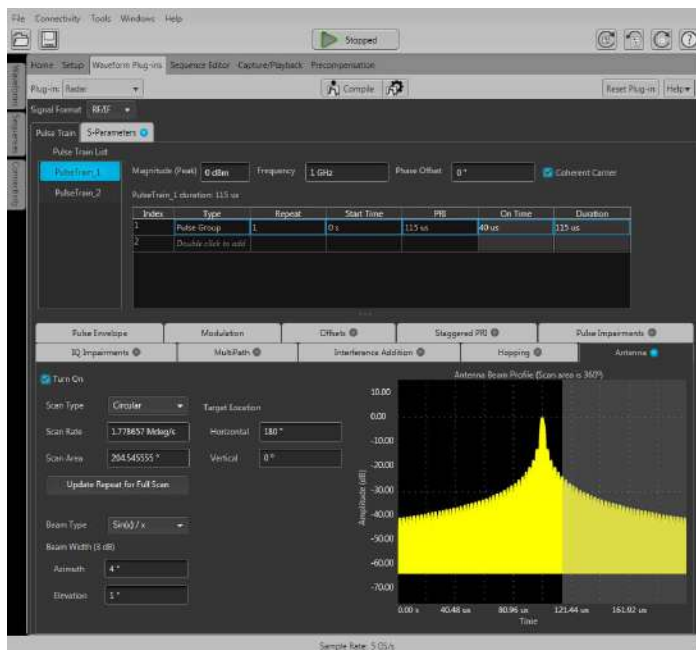 File Connectivity Tools Windows Help
Stopped
Home Setup Waveform Plug-ins Sequence Editor Capture/Playback Precompensation
Plug-in: Radar Compile Reset Plug-in Help
Waveforms
Sequences
Connectivity
Signal Format RF/IF
Pulse Train S-Parameters
Pulse Train List
PulseTrain_1
PulseTrain_2
Magnitude (Peak) 0 dBm Frequency 1 GHz Phase Offset 0 ° Coherent Carrier
PulseTrain_1 duration: 115 us
Index Type Repeat Start Time PRI On Time Duration
1 Pulse Group 1 0 s 115 us 40 us 115 us
2 Double click to add
Pulse Envelope Modulation Offsets Staggered PRI Pulse Impairments
IQ Impairments MultiPath Interference Addition Hopping Antenna
Turn On
Scan Type Circular Target Location
Scan Rate 1.778657 Mdeg/s Horizontal 180 °
Scan Area 204.545555 ° Vertical 0 °
Update Repeat for Full Scan
Beam Type Sin(x) / x
Beam Width (3 dB)
Azimuth 4 °
Elevation 1 °
Antenna Beam Profile (Scan area is 360º)
10.00
0.00
-10.00
-20.00
-30.00
-40.00
-50.00
-60.00
-70.00
Amplitude (dB)
0.00 s 40.48 us 80.96 us 121.44 us 161.92 us
Time
Sample Rate: 5 GS/s